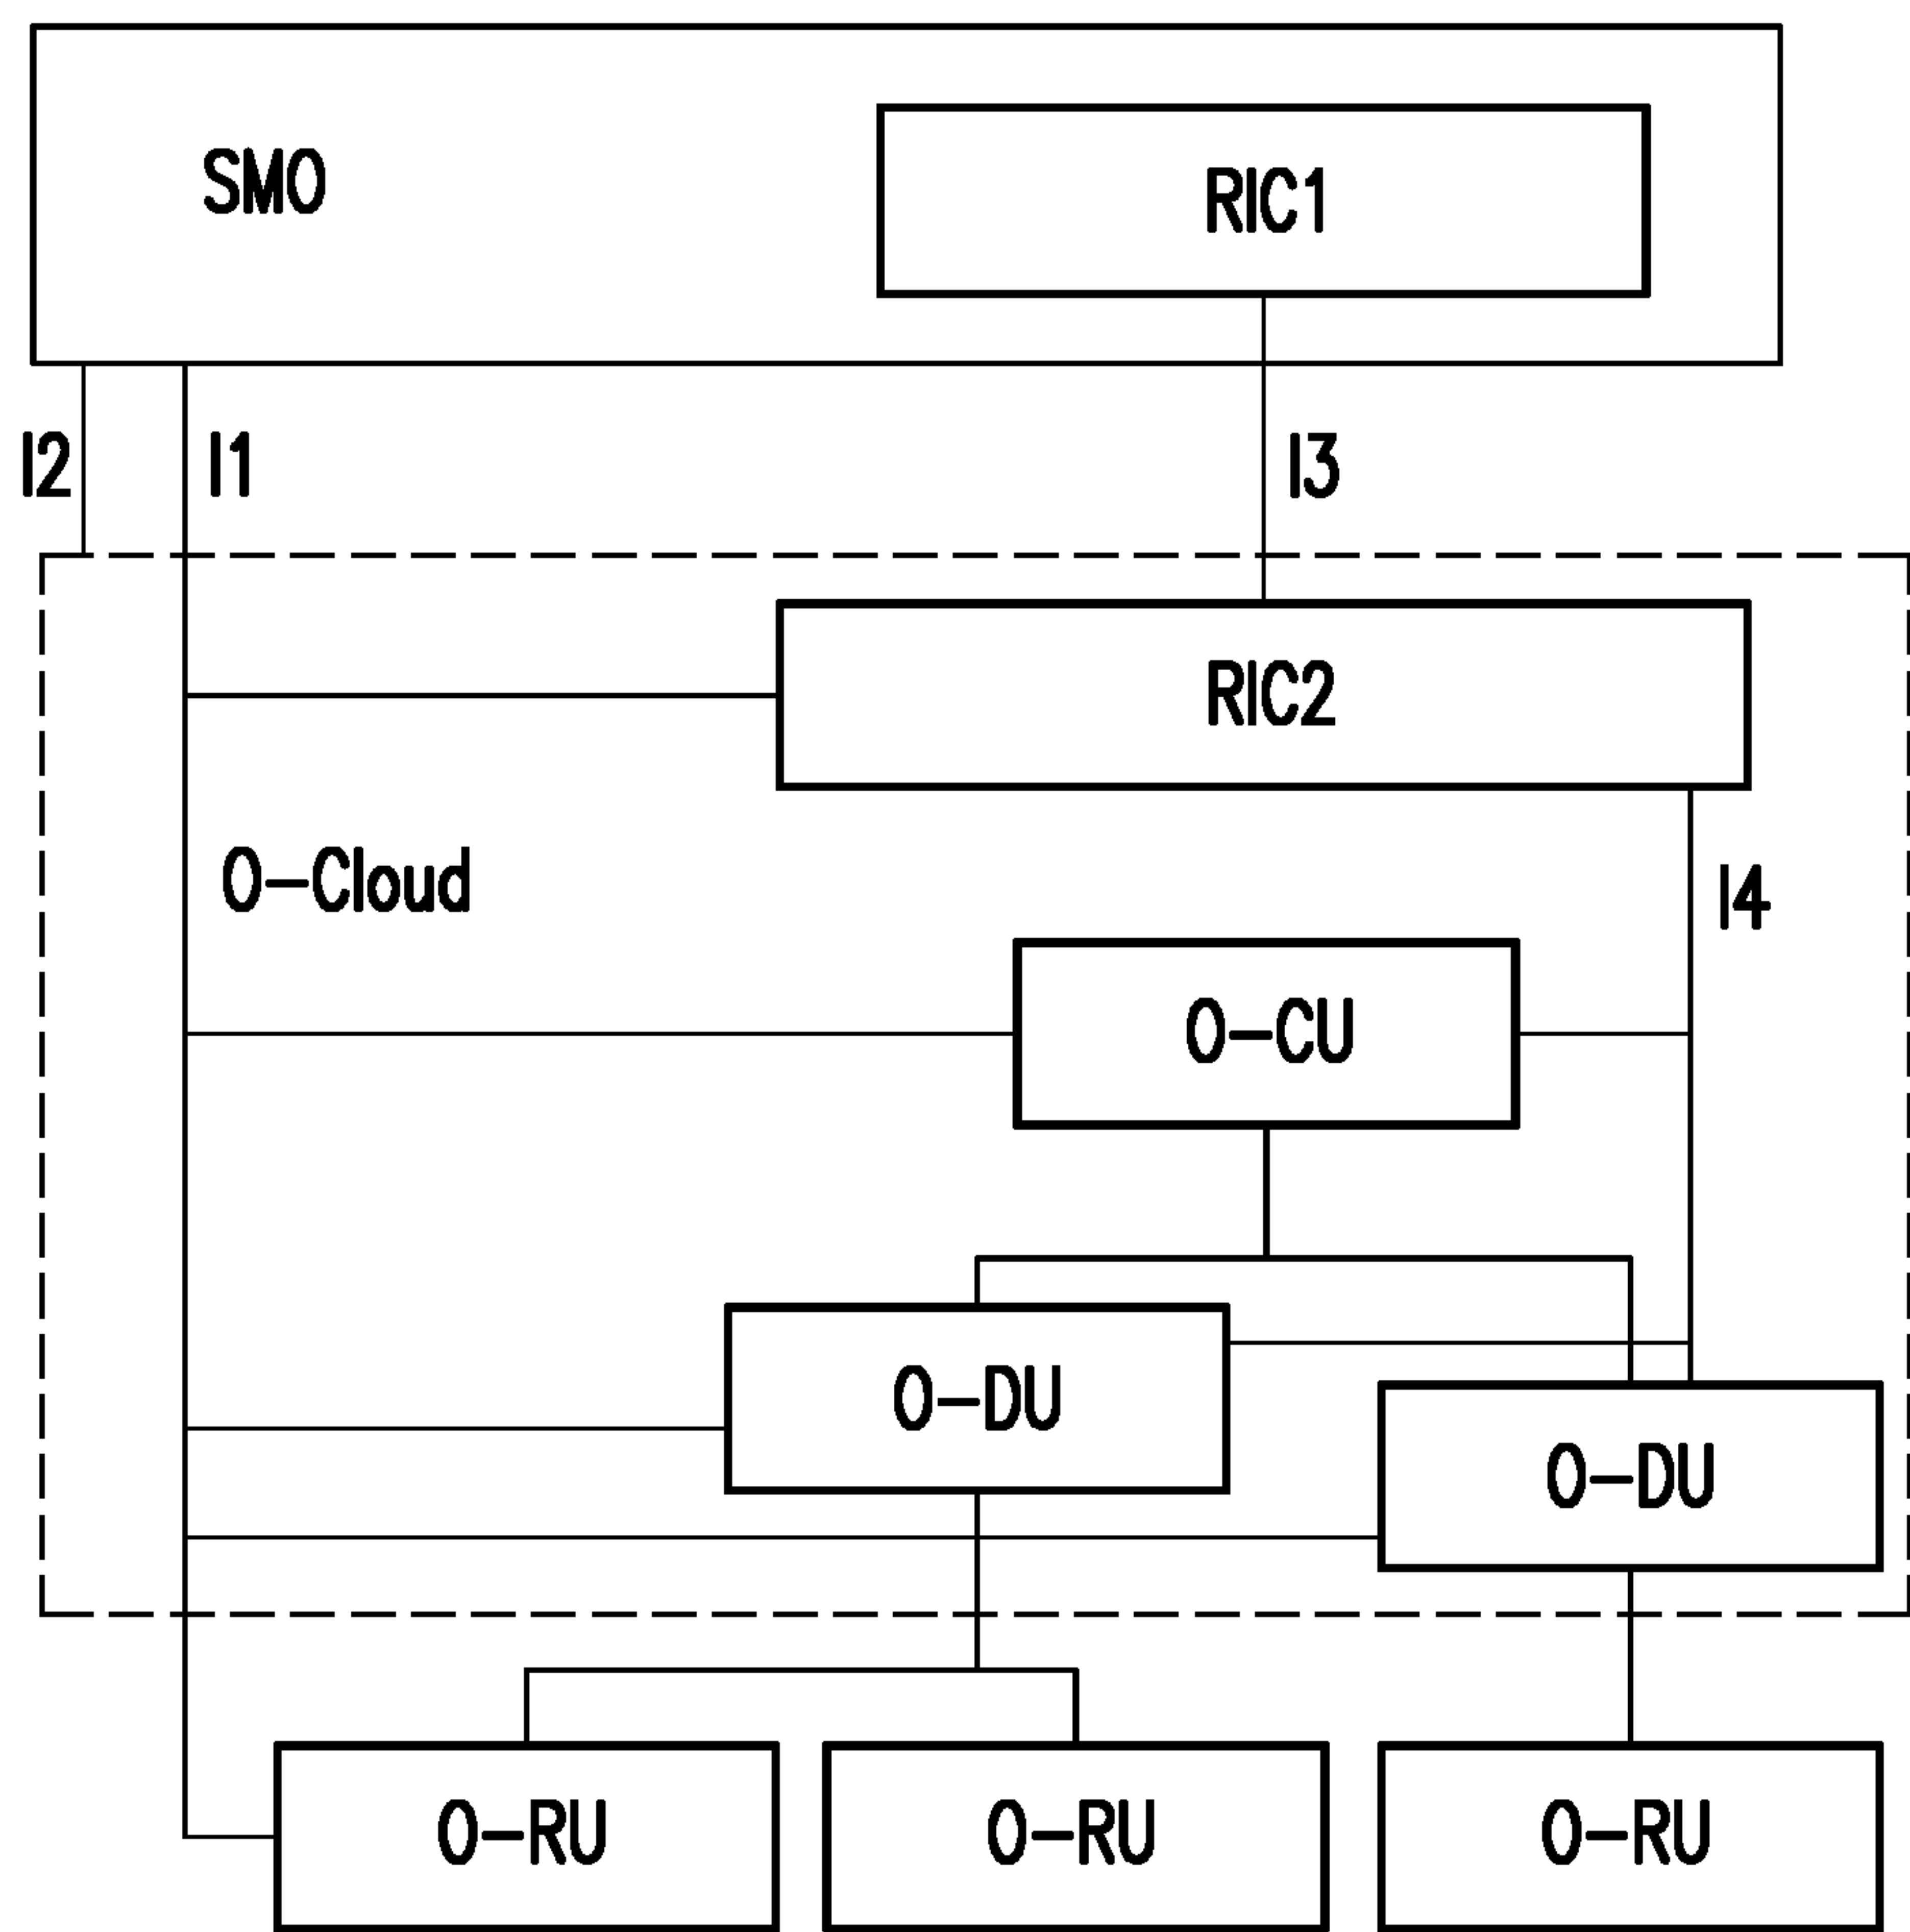 SMO
RIC1
I2
I1
I3
RIC2
O-Cloud
I4
O-CU
O-DU
O-DU
O-RU
O-RU
O-RU